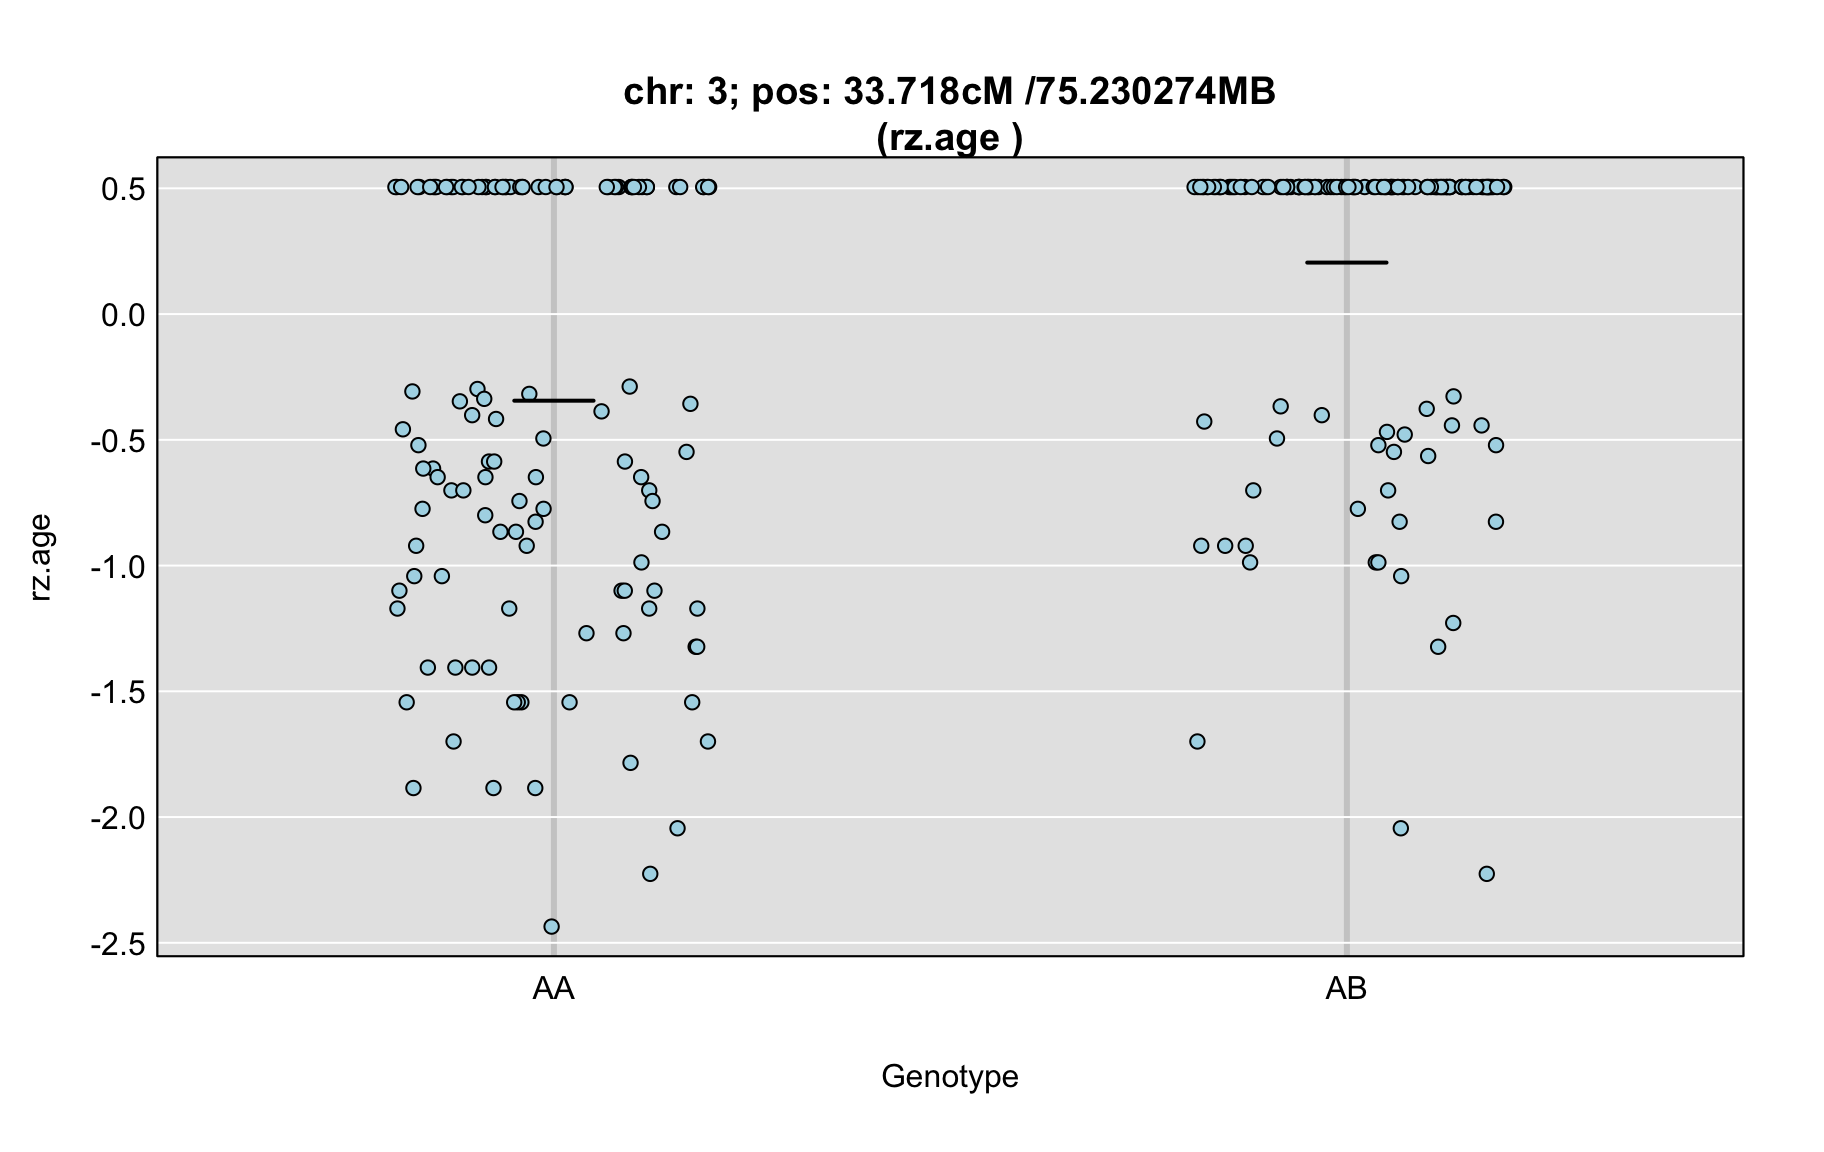 chr: 3; pos: 33.718cM /75.230274MB
(rz.age )
rz.age
0.5
0.0
-0.5
-1.0
-1.5
-2.0
-2.5
AA
AB
Genotype